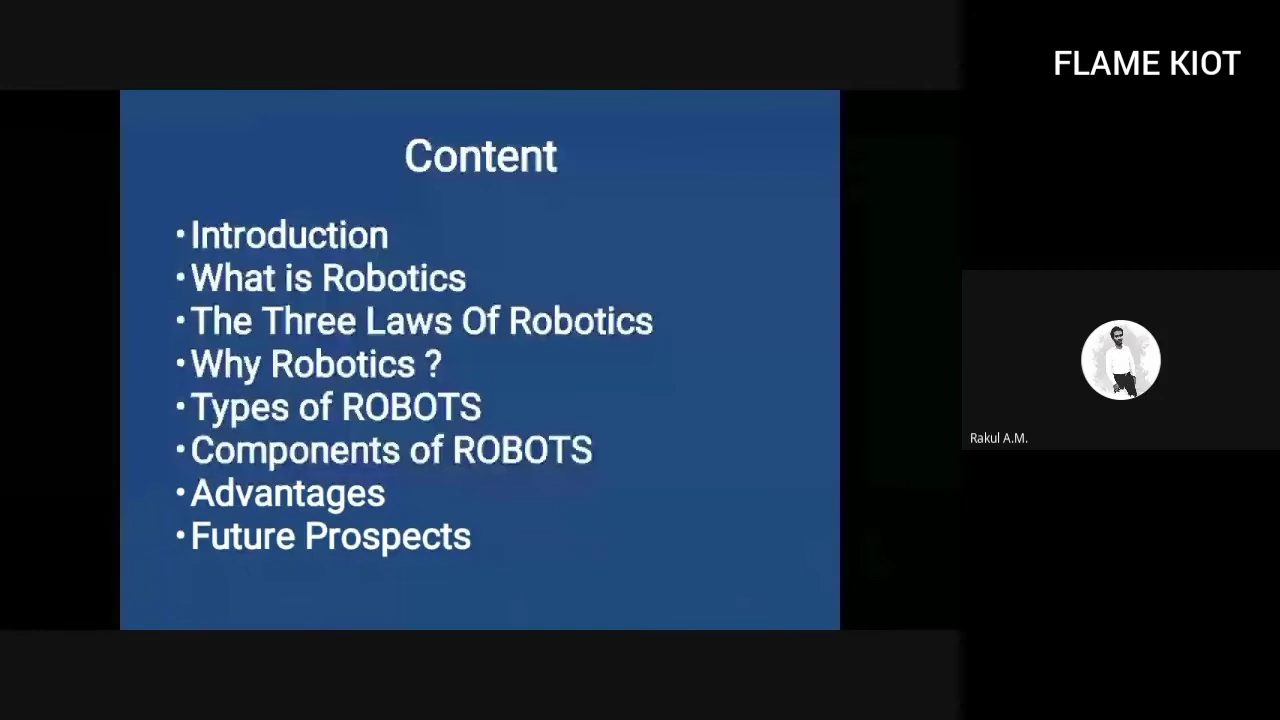 FLAME KIOT
Content
• Introduction
• What is Robotics
• The Three Laws Of Robotics
• Why Robotics ?
• Types of ROBOTS
• Components of ROBOTS
• Advantages
• Future Prospects
Rakul A.M.